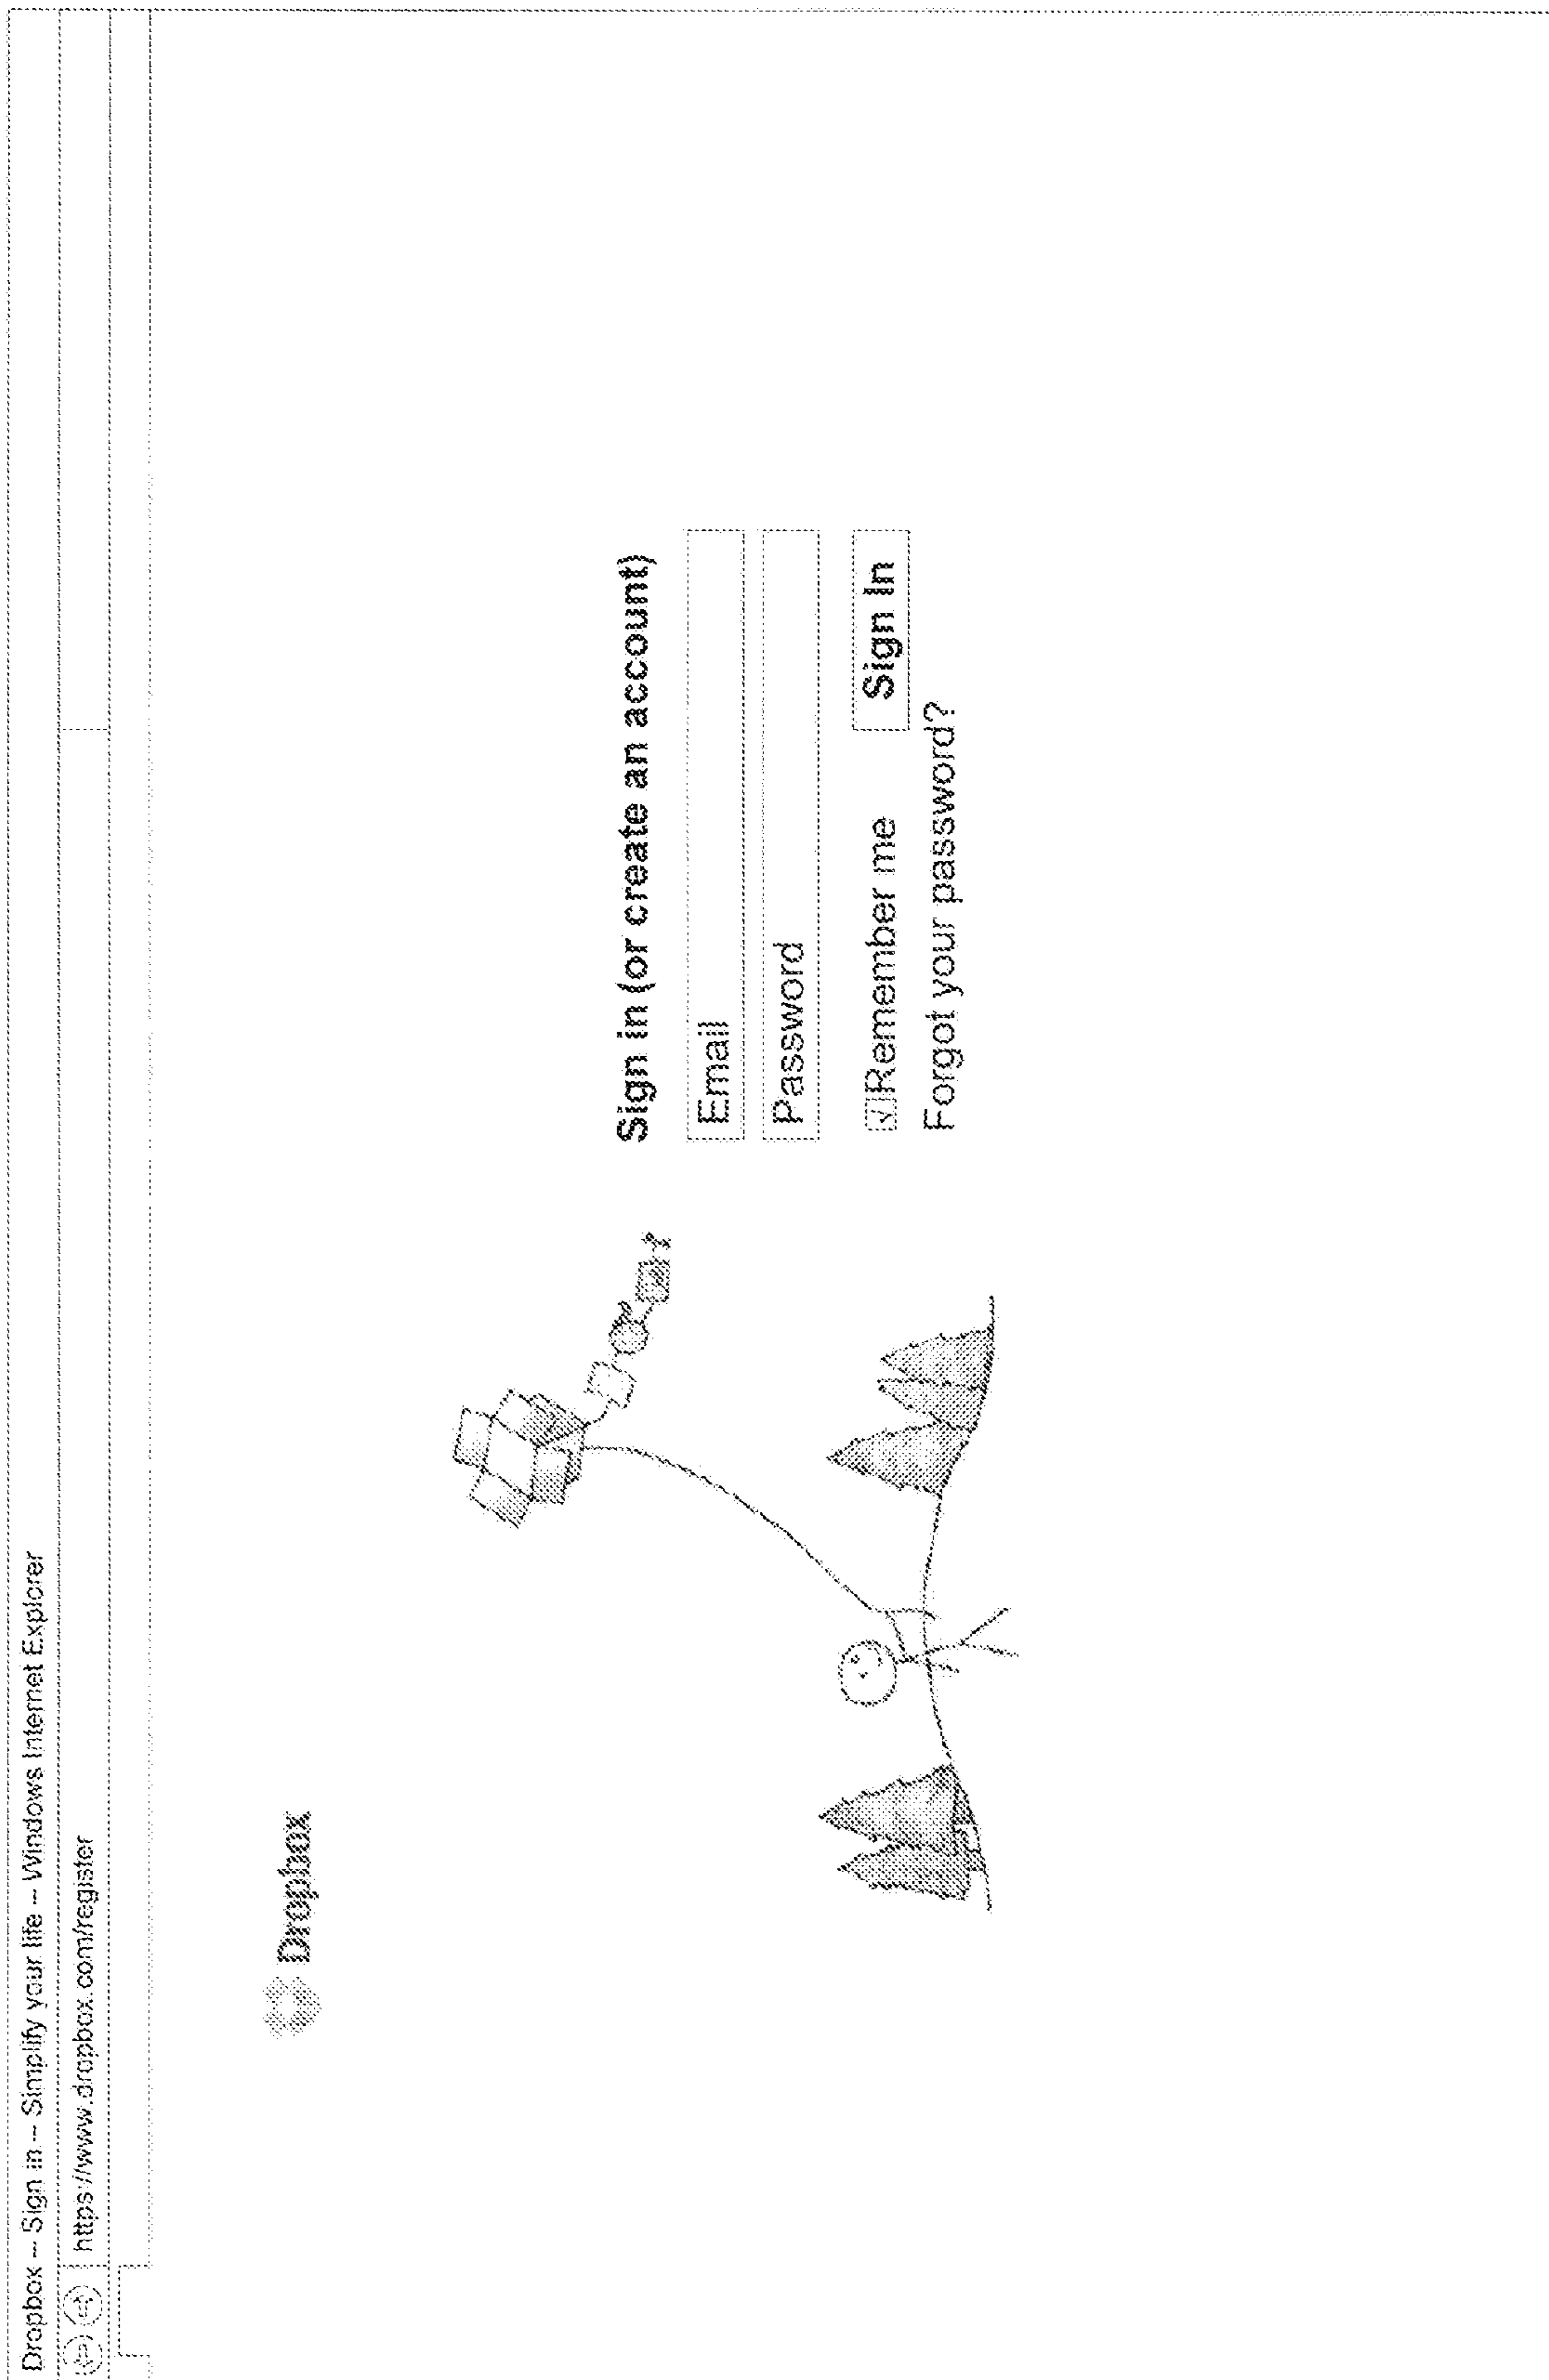 Dropbox -- Sign in -- Simplify your life -- Windows Internet Explorer
https://www.dropbox.com/register
Dropbox
Sign in (or create an account)
Email
Password
Remember me
Sign In
Forgot your password?